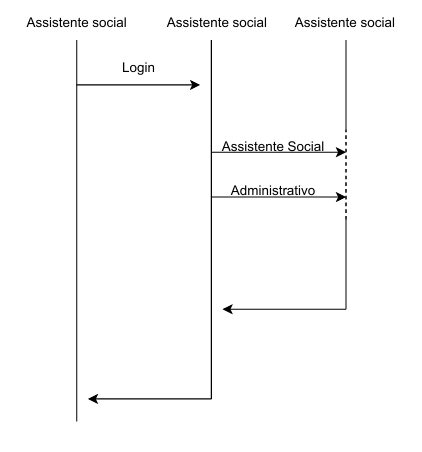 Assistente social
Assistente social
Assistente social
Login
Assistente Social
Administrativo